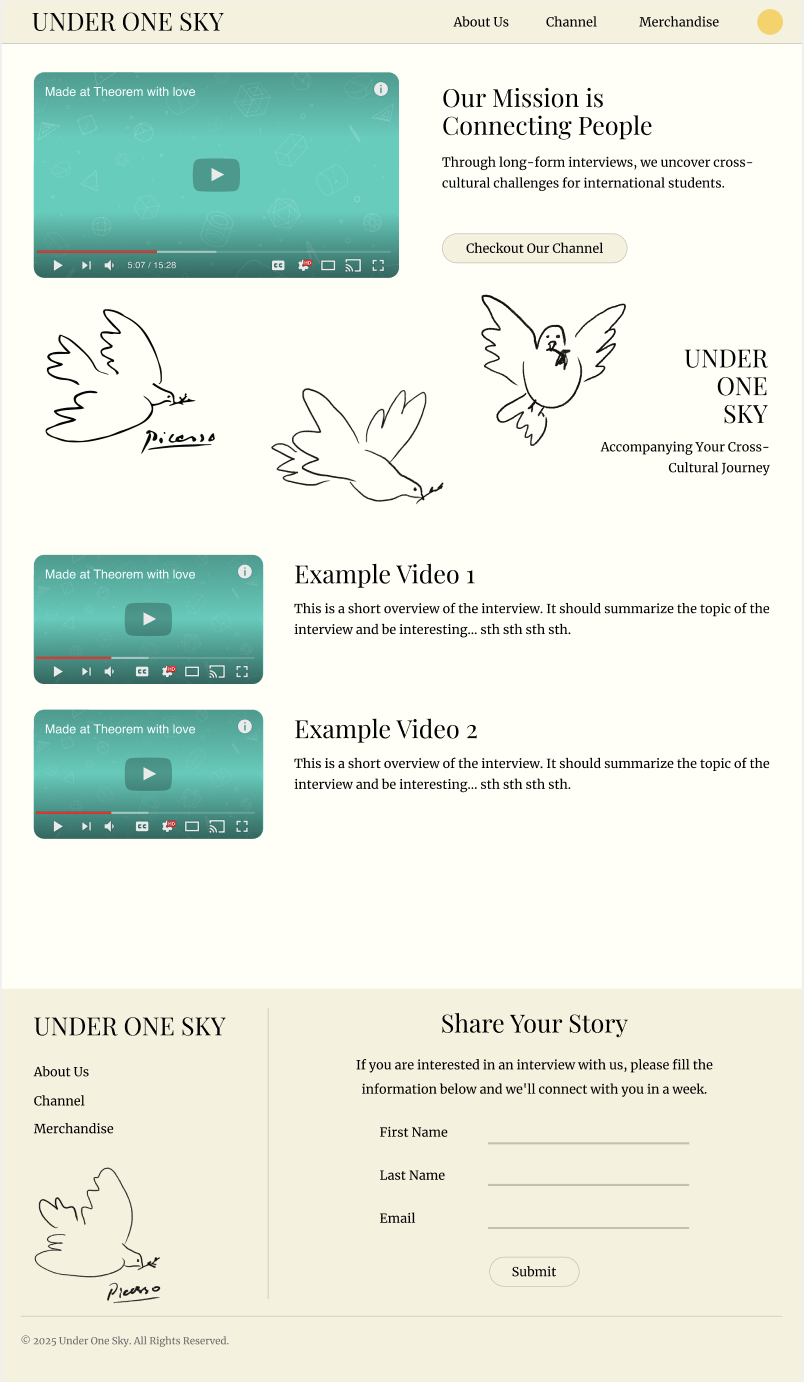 UNDER ONE SKY
About Us
Channel
Merchandise
Made at Theorem with love
i
5:07 / 15:28
CC
HD
Our Mission is
Connecting People
Through long-form interviews, we uncover cross-
cultural challenges for international students.
Checkout Our Channel
Picasso
UNDER
ONE
SKY
Accompanying Your Cross-
Cultural Journey
Made at Theorem with love
i
CC
HD
Example Video 1
This is a short overview of the interview. It should summarize the topic of the
interview and be interesting... sth sth sth sth.
Made at Theorem with love
i
CC
HD
Example Video 2
This is a short overview of the interview. It should summarize the topic of the
interview and be interesting... sth sth sth sth.
UNDER ONE SKY
About Us
Channel
Merchandise
Picasso
Share Your Story
If you are interested in an interview with us, please fill the
information below and we'll connect with you in a week.
First Name
Last Name
Email
Submit
© 2025 Under One Sky. All Rights Reserved.